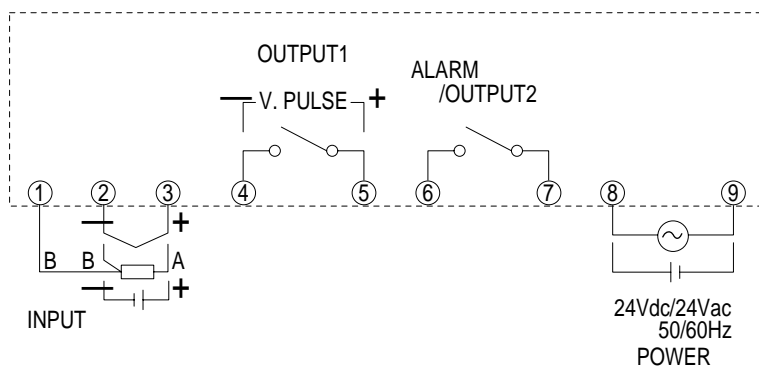 OUTPUT1
V. PULSE
ALARM
/OUTPUT2
1 2 3 4 5 6 7 8 9
− + − +
B B A
− +
INPUT
24Vdc/24Vac
50/60Hz
POWER